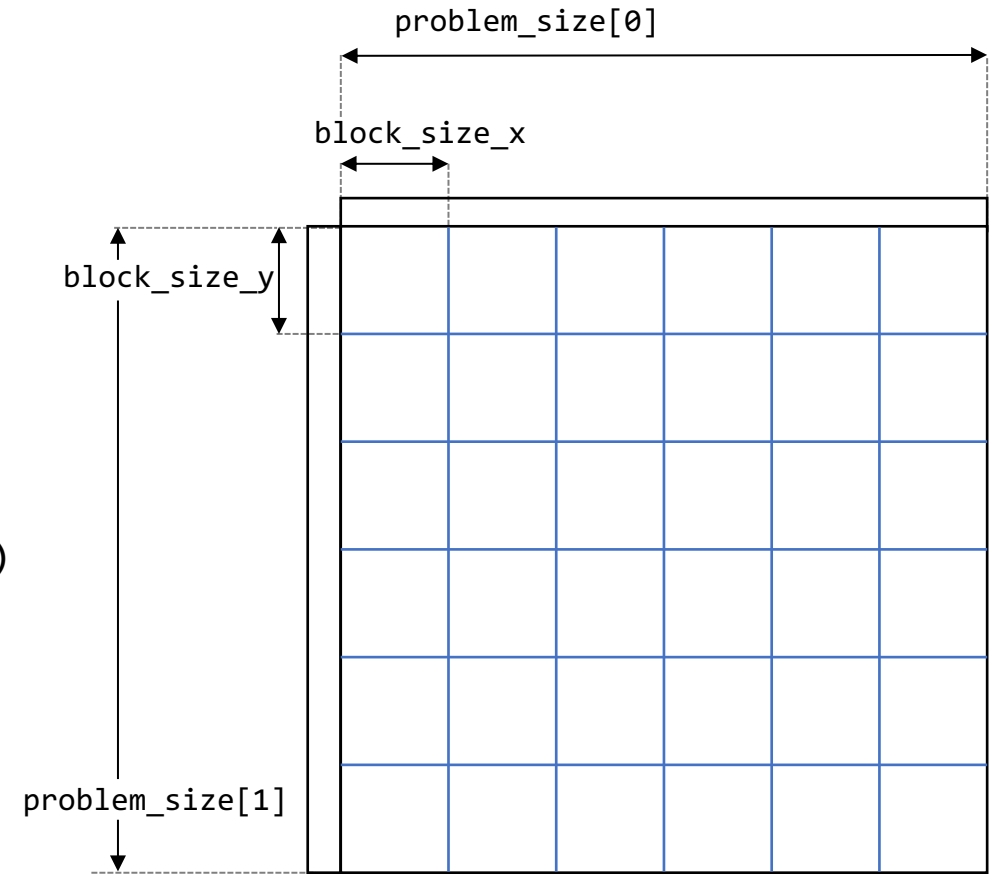 problem_size[0]
block_size_x
block_size_y
)
problem_size[1]